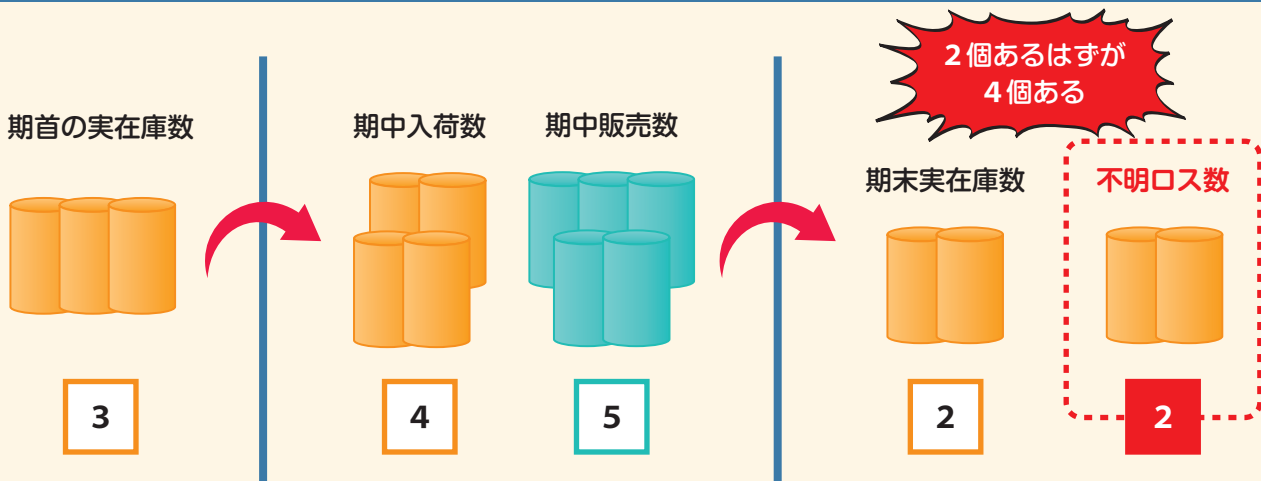 2個あるはずが
4個ある
期首の実在庫数
期中入荷数
期中販売数
期末実在庫数
不明ロス数
3
4
5
2
2